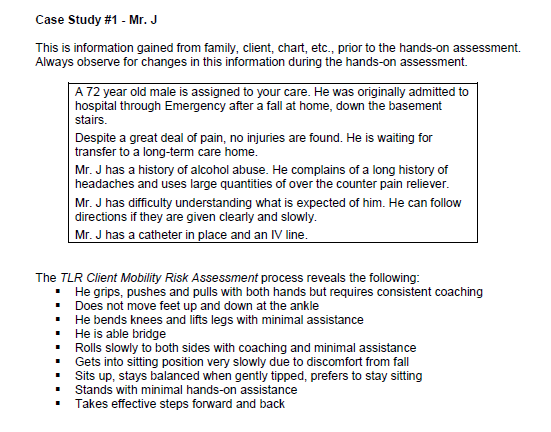 Case Study #1 - Mr. J
This is information gained from family, client, chart, etc., prior to the hands-on assessment.
Always observe for changes in this information during the hands-on assessment.
A 72 year old male is assigned to your care. He was originally admitted to
hospital through Emergency after a fall at home, down the basement
stairs.
Despite a great deal of pain, no injuries are found. He is waiting for
transfer to a long-term care home.
Mr. J has a history of alcohol abuse. He complains of a long history of
headaches and uses large quantities of over the counter pain reliever.
Mr. J has difficulty understanding what is expected of him. He can follow
directions if they are given clearly and slowly.
Mr. J has a catheter in place and an IV line.
The TLR Client Mobility Risk Assessment process reveals the following:
▪ He grips, pushes and pulls with both hands but requires consistent coaching
▪ Does not move feet up and down at the ankle
▪ He bends knees and lifts legs with minimal assistance
▪ He is able bridge
▪ Rolls slowly to both sides with coaching and minimal assistance
▪ Gets into sitting position very slowly due to discomfort from fall
▪ Sits up, stays balanced when gently tipped, prefers to stay sitting
▪ Stands with minimal hands-on assistance
▪ Takes effective steps forward and back